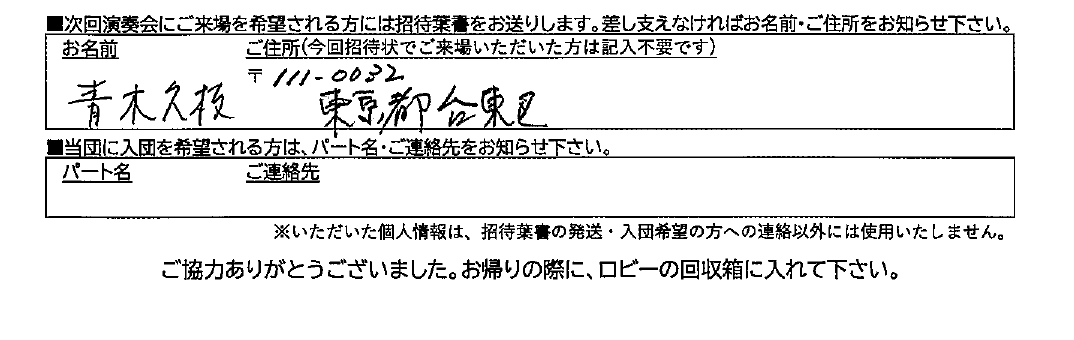 ■次回演奏会にご来場を希望される方には招待葉書をお送りします。差し支えなければお名前・ご住所をお知らせ下さい。
お名前 ご住所(今回招待状でご来場いただいた方は記入不要です)
〒111-0032
青木久枝 東京都台東区
■当団に入団を希望される方は、パート名・ご連絡先をお知らせ下さい。
パート名 ご連絡先
※いただいた個人情報は、招待葉書の発送・入団希望の方への連絡以外には使用いたしません。
ご協力ありがとうございました。お帰りの際に、ロビーの回収箱に入れて下さい。